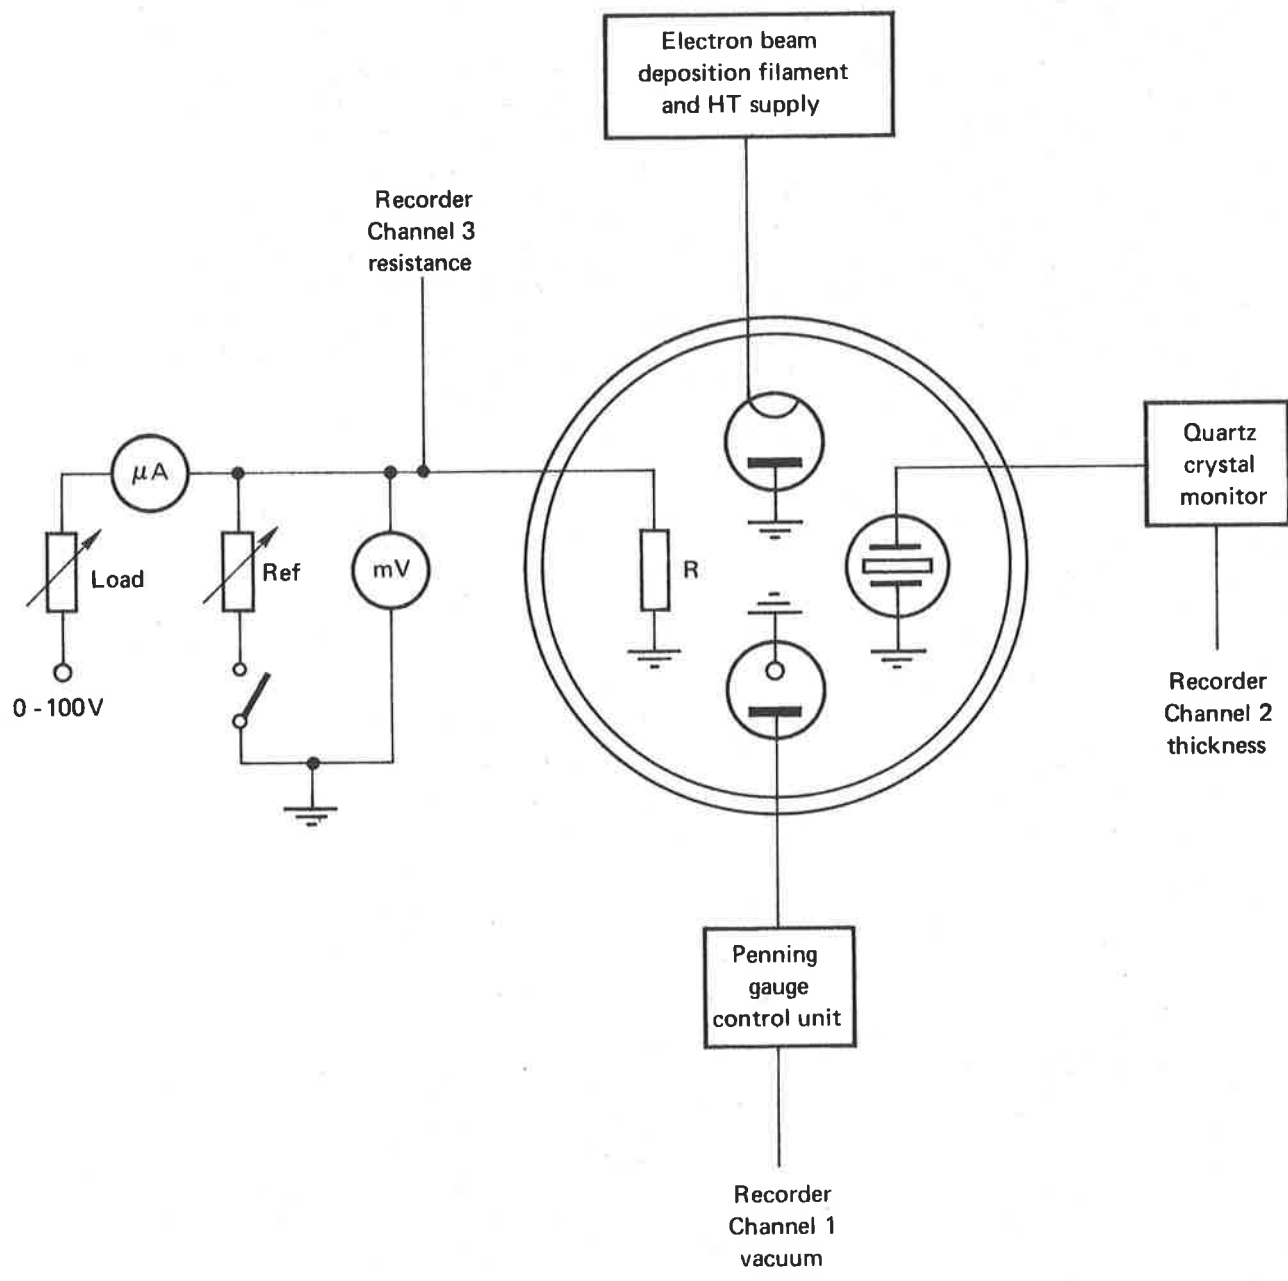 Electron beam
deposition filament
and HT supply
Recorder
Channel 3
resistance
μA
Load
Ref
mV
R
0 - 100V
Quartz
crystal
monitor
Recorder
Channel 2
thickness
Penning
gauge
control unit
Recorder
Channel 1
vacuum